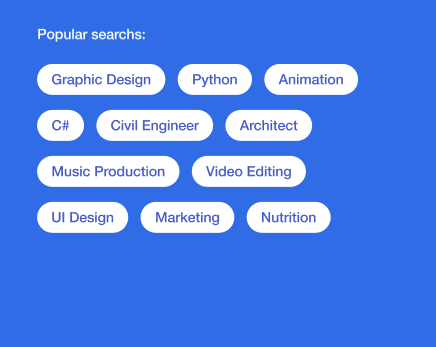 Popular searchs:
Graphic Design Python Animation
C# Civil Engineer Architect
Music Production Video Editing
UI Design Marketing Nutrition